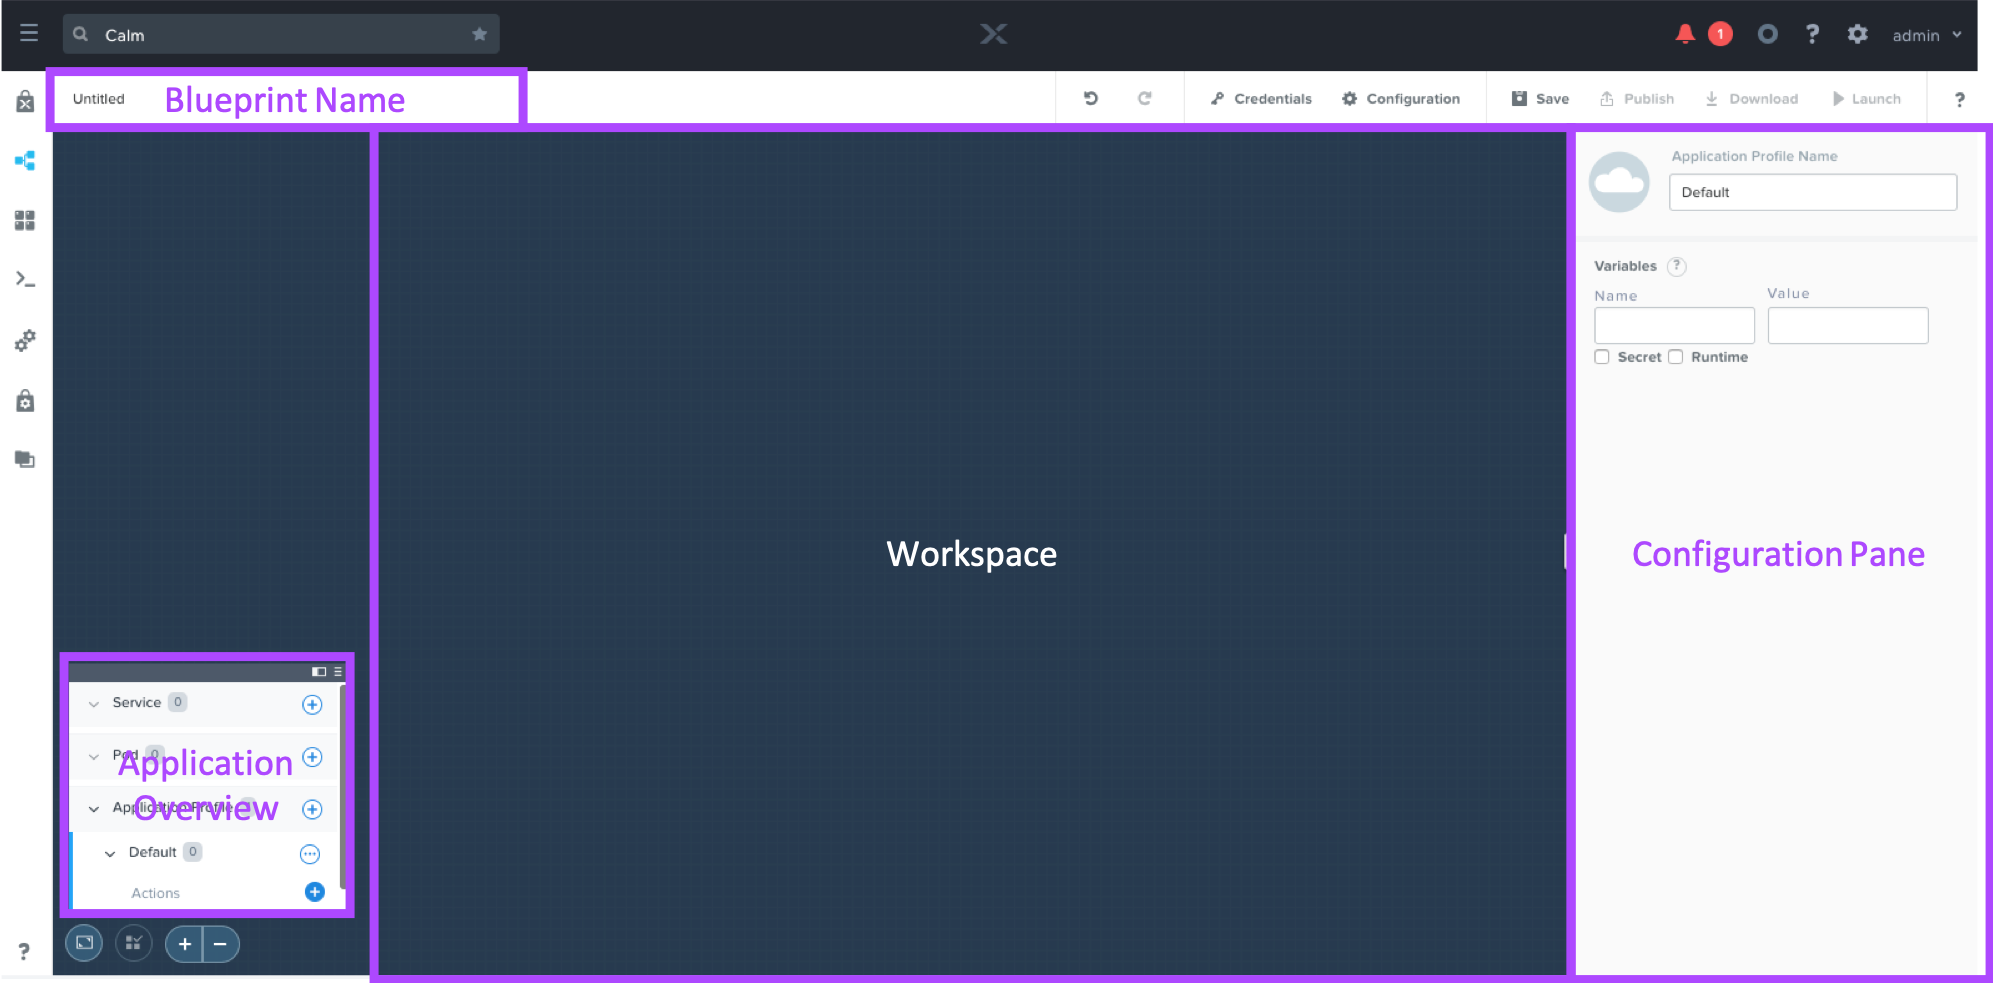 Calm
1
admin
Untitled
Blueprint Name
Credentials
Configuration
Save
Publish
Download
Launch
?
Application Profile Name
Default
Variables ?
Name
Value
Secret
Runtime
Workspace
Configuration Pane
Service 0
Pod 0
Application Profile
Application
Overview
Default 0
Actions
?